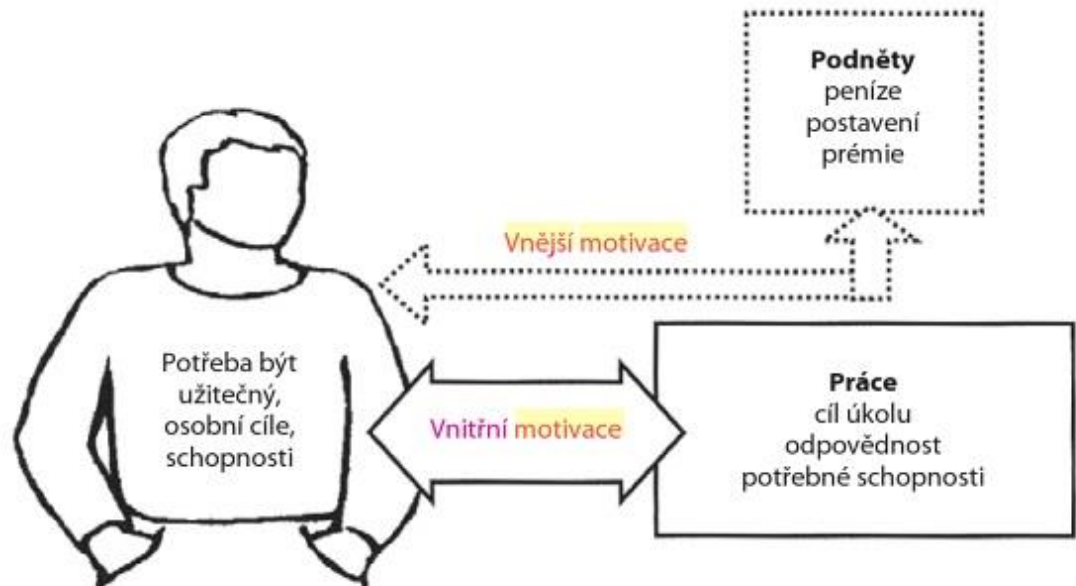 Podněty
peníze
postavení
prémie
Vnější motivace
Potřeba být
užitečný,
osobní cíle,
schopnosti
Vnitřní motivace
Práce
cíl úkolu
odpovědnost
potřebné schopnosti